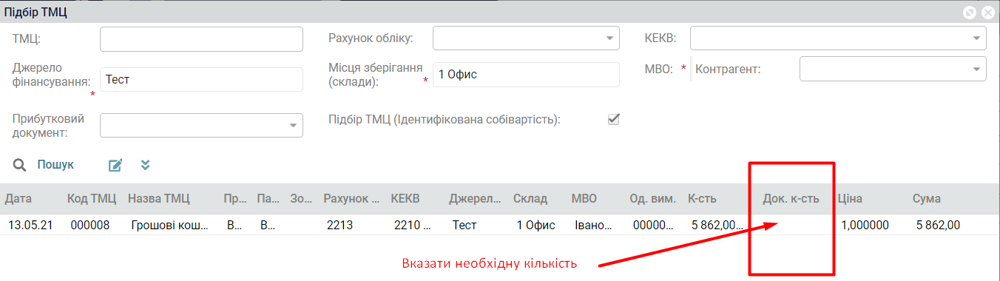 Підбір ТМЦ
ТМЦ:
Рахунок обліку:
КЕКВ:
Джерело фінансування: *
Тест
Місця зберігання (склади): *
1 Офис
МВО: *
Контрагент:
Прибутковий документ:
Підбір ТМЦ (Ідентифікована собівартість):
Пошук
Дата Код ТМЦ Назва ТМЦ Пр... Па... Зо... Рахунок ... КЕКВ Джерел... Склад МВО Од. вим. К-сть Док. к-сть Ціна Сума
13.05.21 000008 Грошові кош... В... В... 2213 2210 ... Тест 1 Офис Івано... 00000... 5 862,00... 1,000000 5 862,00
Вказати необхідну кількість